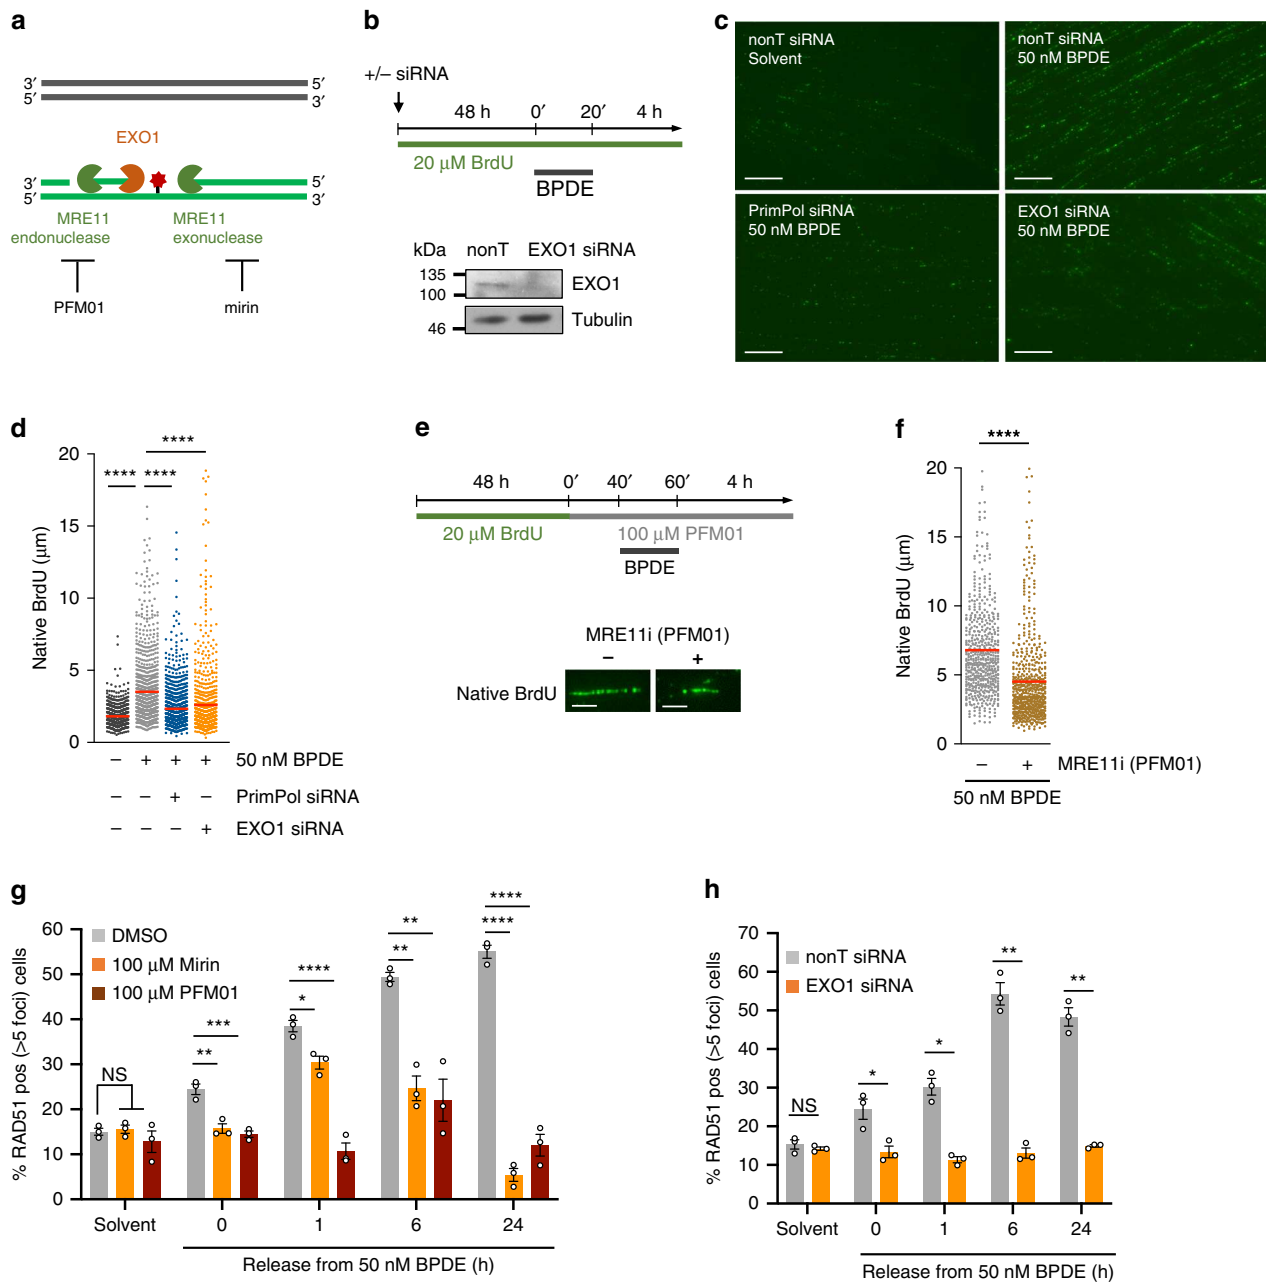 a
3′ 5′
5′ 3′
EXO1
3′ 5′
5′ 3′
MRE11 endonuclease
MRE11 exonuclease
PFM01
mirin
b
+/− siRNA
48 h 0′ 20′ 4 h
20 μM BrdU
BPDE
kDa nonT EXO1 siRNA
135
100
EXO1
46
Tubulin
c
nonT siRNA
Solvent
nonT siRNA
50 nM BPDE
PrimPol siRNA
50 nM BPDE
EXO1 siRNA
50 nM BPDE
d
****
**** ****
Native BrdU (μm)
20
15
10
5
0
− + + + 50 nM BPDE
− − + − PrimPol siRNA
− − − + EXO1 siRNA
e
48 h 0′ 40′ 60′ 4 h
20 μM BrdU
100 μM PFM01
BPDE
MRE11i (PFM01)
− +
Native BrdU
f
****
Native BrdU (μm)
20
15
10
5
0
− + MRE11i (PFM01)
50 nM BPDE
g
% RAD51 pos (>5 foci) cells
60
50
40
30
20
10
0
DMSO
100 μM Mirin
100 μM PFM01
NS
***
**
****
*
**
**
****
****
Solvent 0 1 6 24
Release from 50 nM BPDE (h)
h
% RAD51 pos (>5 foci) cells
70
60
50
40
30
20
10
0
nonT siRNA
EXO1 siRNA
NS
*
*
**
**
Solvent 0 1 6 24
Release from 50 nM BPDE (h)